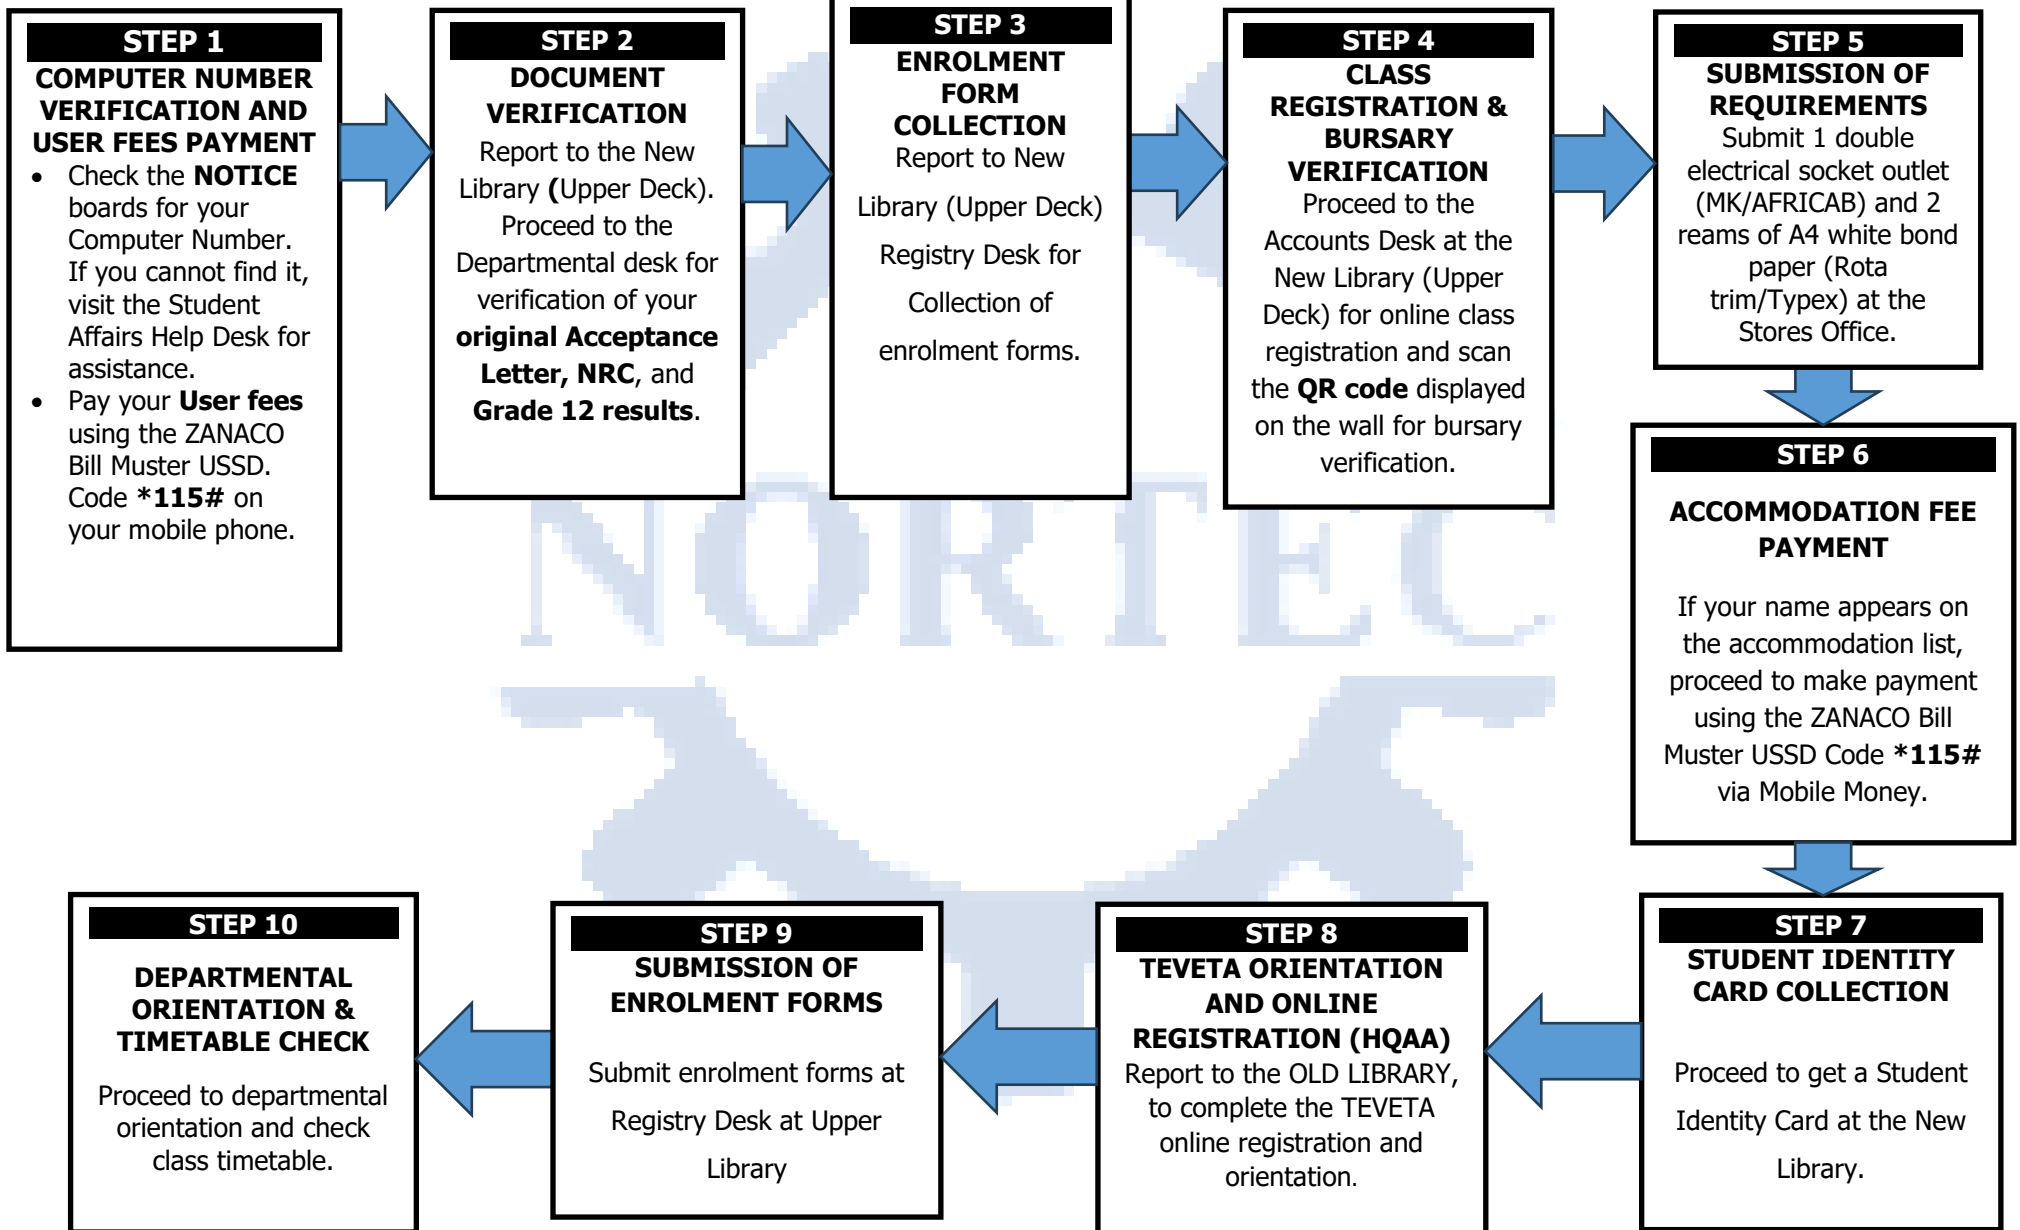 STEP 1
COMPUTER NUMBER
VERIFICATION AND
USER FEES PAYMENT
• Check the NOTICE
boards for your
Computer Number.
If you cannot find it,
visit the Student
Affairs Help Desk for
assistance.
• Pay your User fees
using the ZANACO
Bill Muster USSD.
Code *115# on
your mobile phone.
STEP 2
DOCUMENT
VERIFICATION
Report to the New
Library (Upper Deck).
Proceed to the
Departmental desk for
verification of your
original Acceptance
Letter, NRC, and
Grade 12 results.
STEP 3
ENROLMENT
FORM
COLLECTION
Report to New
Library (Upper Deck)
Registry Desk for
Collection of
enrolment forms.
STEP 4
CLASS
REGISTRATION &
BURSARY
VERIFICATION
Proceed to the
Accounts Desk at the
New Library (Upper
Deck) for online class
registration and scan
the QR code displayed
on the wall for bursary
verification.
STEP 5
SUBMISSION OF
REQUIREMENTS
Submit 1 double
electrical socket outlet
(MK/AFRICAB) and 2
reams of A4 white bond
paper (Rota
trim/Typex) at the
Stores Office.
STEP 6
ACCOMMODATION FEE
PAYMENT
If your name appears on
the accommodation list,
proceed to make payment
using the ZANACO Bill
Muster USSD Code *115#
via Mobile Money.
STEP 7
STUDENT IDENTITY
CARD COLLECTION
Proceed to get a Student
Identity Card at the New
Library.
STEP 8
TEVETA ORIENTATION
AND ONLINE
REGISTRATION (HQAA)
Report to the OLD LIBRARY,
to complete the TEVETA
online registration and
orientation.
STEP 9
SUBMISSION OF
ENROLMENT FORMS
Submit enrolment forms at
Registry Desk at Upper
Library
STEP 10
DEPARTMENTAL
ORIENTATION &
TIMETABLE CHECK
Proceed to departmental
orientation and check
class timetable.
NORTEC